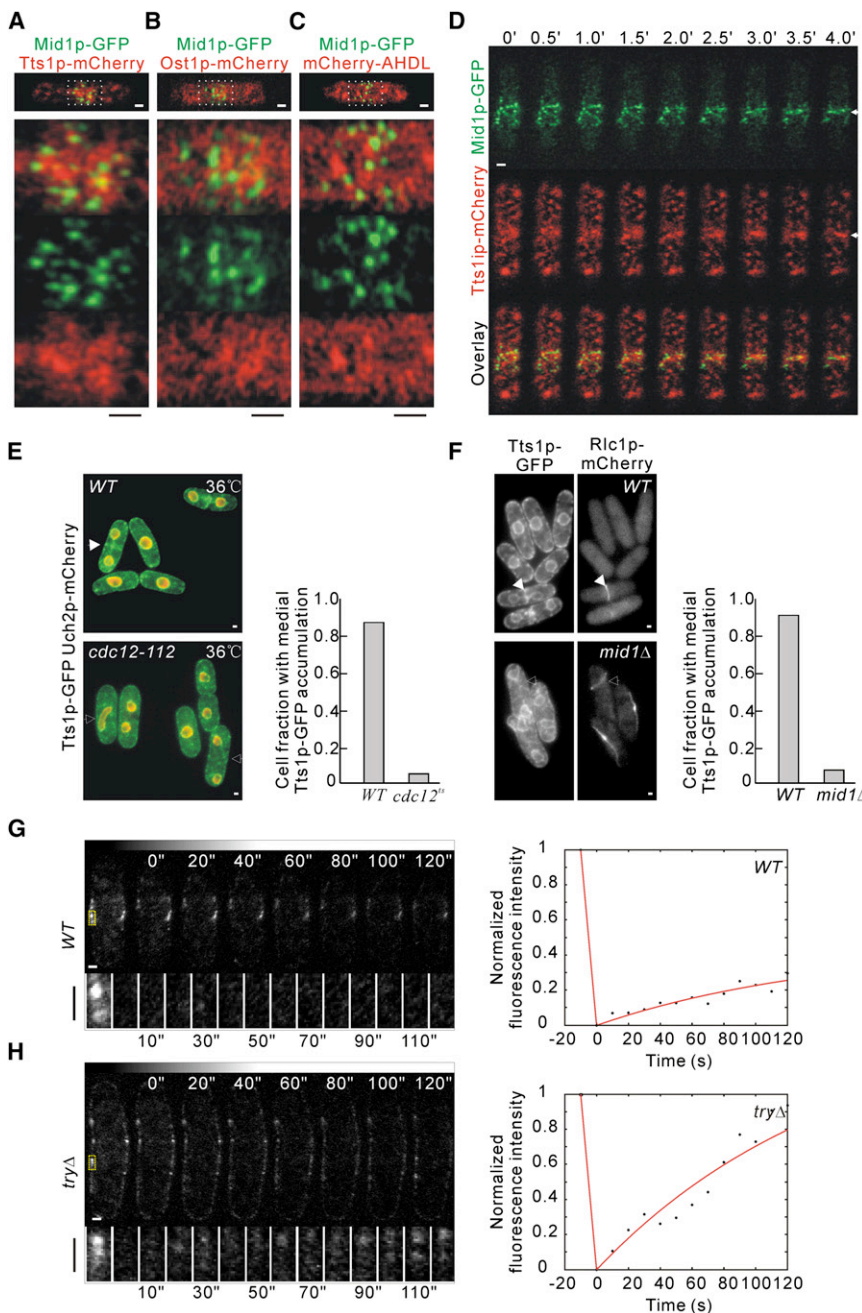 A
B
C
D
Mid1p-GFP
Tts1p-mCherry
Mid1p-GFP
Ost1p-mCherry
Mid1p-GFP
mCherry-AHDL
0' 0.5' 1.0' 1.5' 2.0' 2.5' 3.0' 3.5' 4.0'
Mid1p-GFP
Tts1ip-mCherry
Overlay
E
Tts1p-GFP Uch2p-mCherry
WT 36℃
cdc12-112 36℃
Cell fraction with medial
Tts1p-GFP accumulation
1.0
0.8
0.6
0.4
0.2
0
WT cdc12ts
F
Tts1p-
GFP
Rlc1p-
mCherry
WT
mid1Δ
Cell fraction with medial
Tts1p-GFP accumulation
1.0
0.8
0.6
0.4
0.2
0
WT mid1Δ
G
WT
0" 20" 40" 60" 80" 100" 120"
10" 30" 50" 70" 90" 110"
WT
Normalized
fluorescence intensity
1
0.8
0.6
0.4
0.2
0
-20 0 20 40 60 80 100 120
Time (s)
H
tryΔ
0" 20" 40" 60" 80" 100" 120"
10" 30" 50" 70" 90" 110"
tryΔ
Normalized
fluorescence intensity
1
0.8
0.6
0.4
0.2
0
-20 0 20 40 60 80 100 120
Time (s)